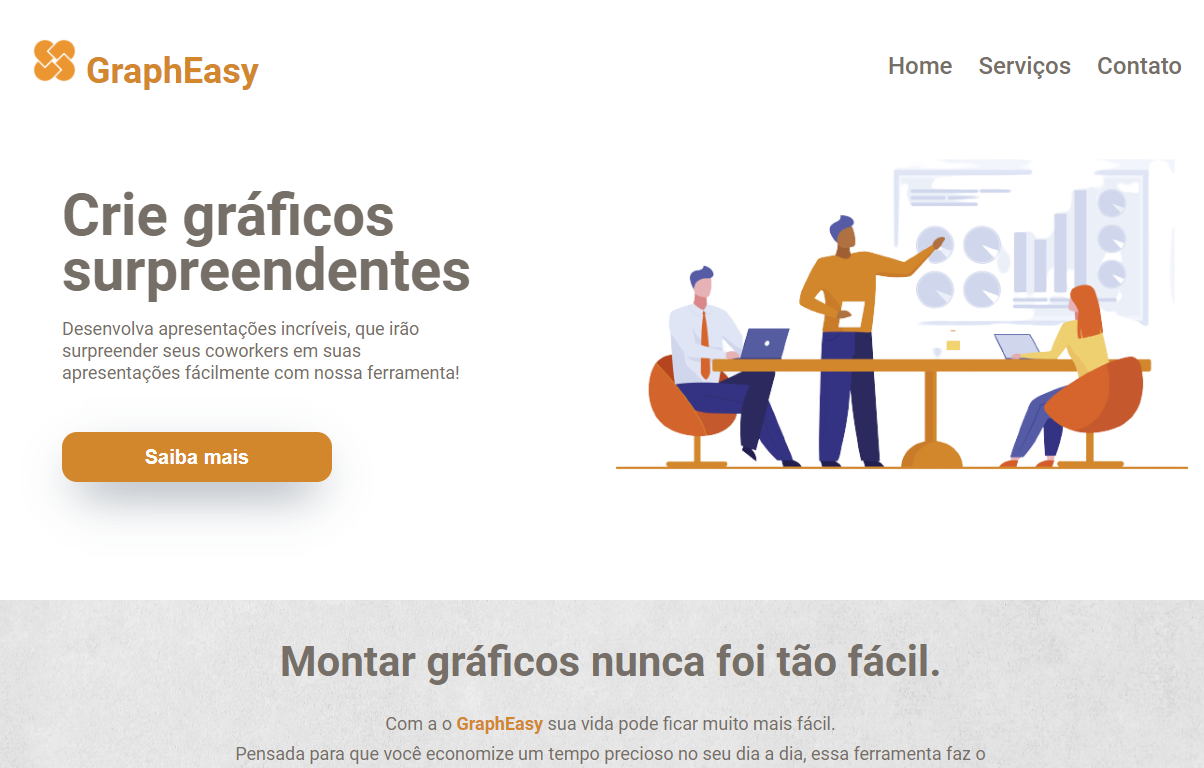 GraphEasy
Home Serviços Contato
Crie gráficos
surpreendentes
Desenvolva apresentações incríveis, que irão
surpreender seus coworkers em suas
apresentações fácilmente com nossa ferramenta!
Saiba mais
Montar gráficos nunca foi tão fácil.
Com a o GraphEasy sua vida pode ficar muito mais fácil.
Pensada para que você economize um tempo precioso no seu dia a dia, essa ferramenta faz o